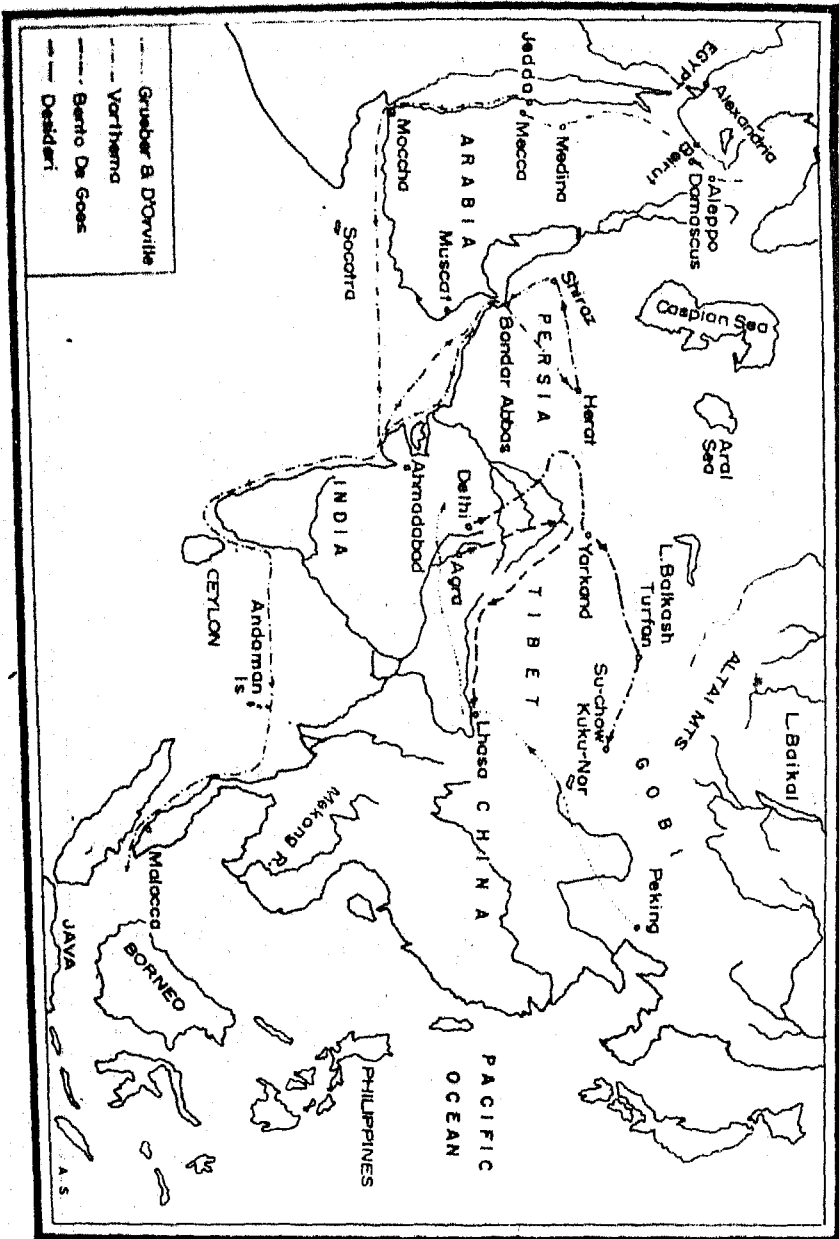 EGYPT
Alexandria
Aleppo
Beirut
Damascus
Caspian Sea
Aral
Sea
L.Balkash
Turfan
ALTAI MTS
L.Baikal
GOBI
Medina
Jedda
Mecca
Shiraz
PERSIA
Herat
Yarkand
Su-chow
Kuku-Nor
Peking
ARABIA
Muscat
Bandar Abbas
Delhi
Agra
TIBET
Lhasa
CHINA
Moccha
Ahmadabad
PACIFIC
OCEAN
Socotra
INDIA
Mekong R.
PHILIPPINES
CEYLON
Andaman
Is
Malacca
BORNEO
JAVA
Grueber & D'Orville
Varthema
Bento De Goes
Desideri
A.S.